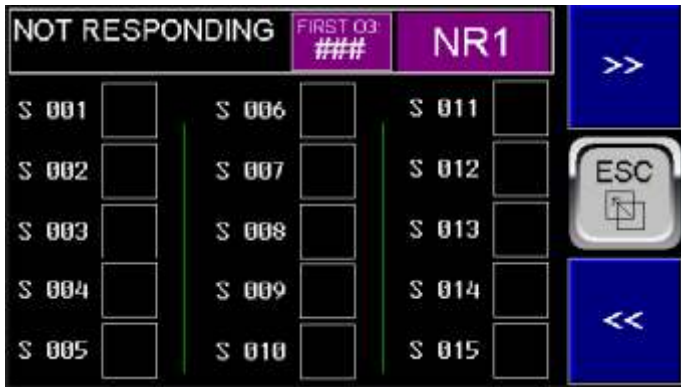 NOT RESPONDING
FIRST O3:
###
NR1
>>
S 001
S 006
S 011
S 002
S 007
S 012
ESC
S 003
S 008
S 013
S 004
S 009
S 014
<<
S 005
S 010
S 015